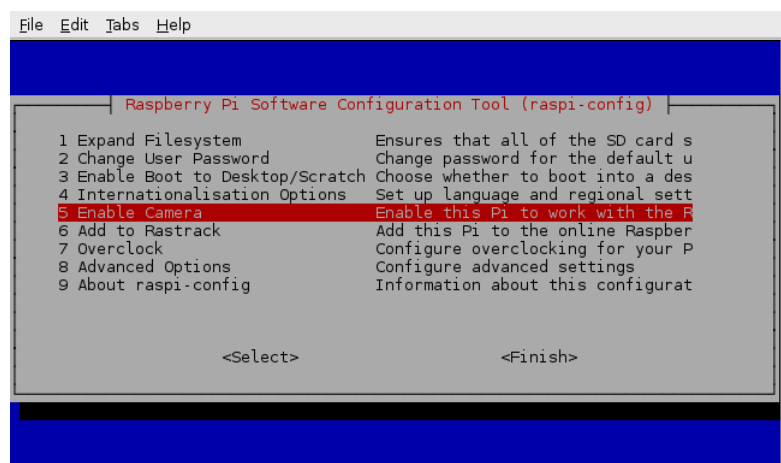 File Edit Tabs Help
Raspberry Pi Software Configuration Tool (raspi-config)
1 Expand Filesystem Ensures that all of the SD card s
2 Change User Password Change password for the default u
3 Enable Boot to Desktop/Scratch Choose whether to boot into a des
4 Internationalisation Options Set up language and regional sett
5 Enable Camera Enable this Pi to work with the R
6 Add to Rastrack Add this Pi to the online Raspber
7 Overclock Configure overclocking for your P
8 Advanced Options Configure advanced settings
9 About raspi-config Information about this configurat
<Select> <Finish>